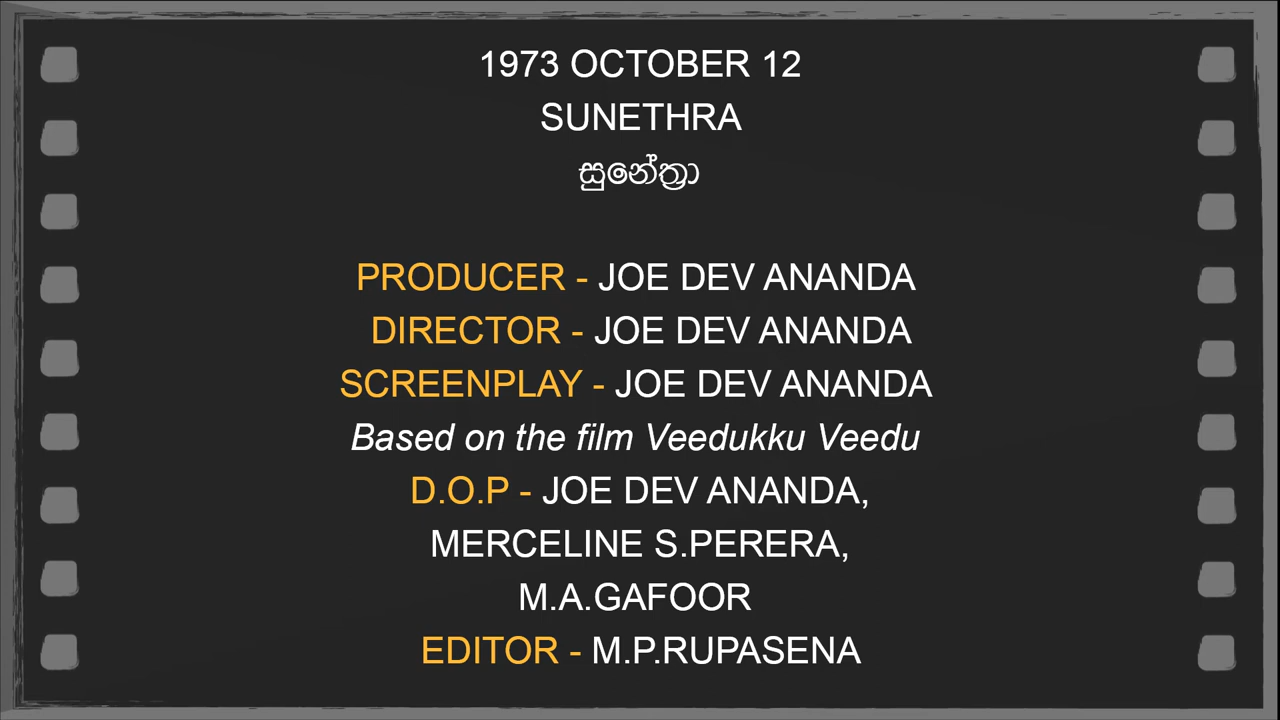 1973 OCTOBER 12
SUNETHRA
සුනේත්‍රා
PRODUCER - JOE DEV ANANDA
DIRECTOR - JOE DEV ANANDA
SCREENPLAY - JOE DEV ANANDA
Based on the film Veedukku Veedu
D.O.P - JOE DEV ANANDA,
MERCELINE S.PERERA,
M.A.GAFOOR
EDITOR - M.P.RUPASENA